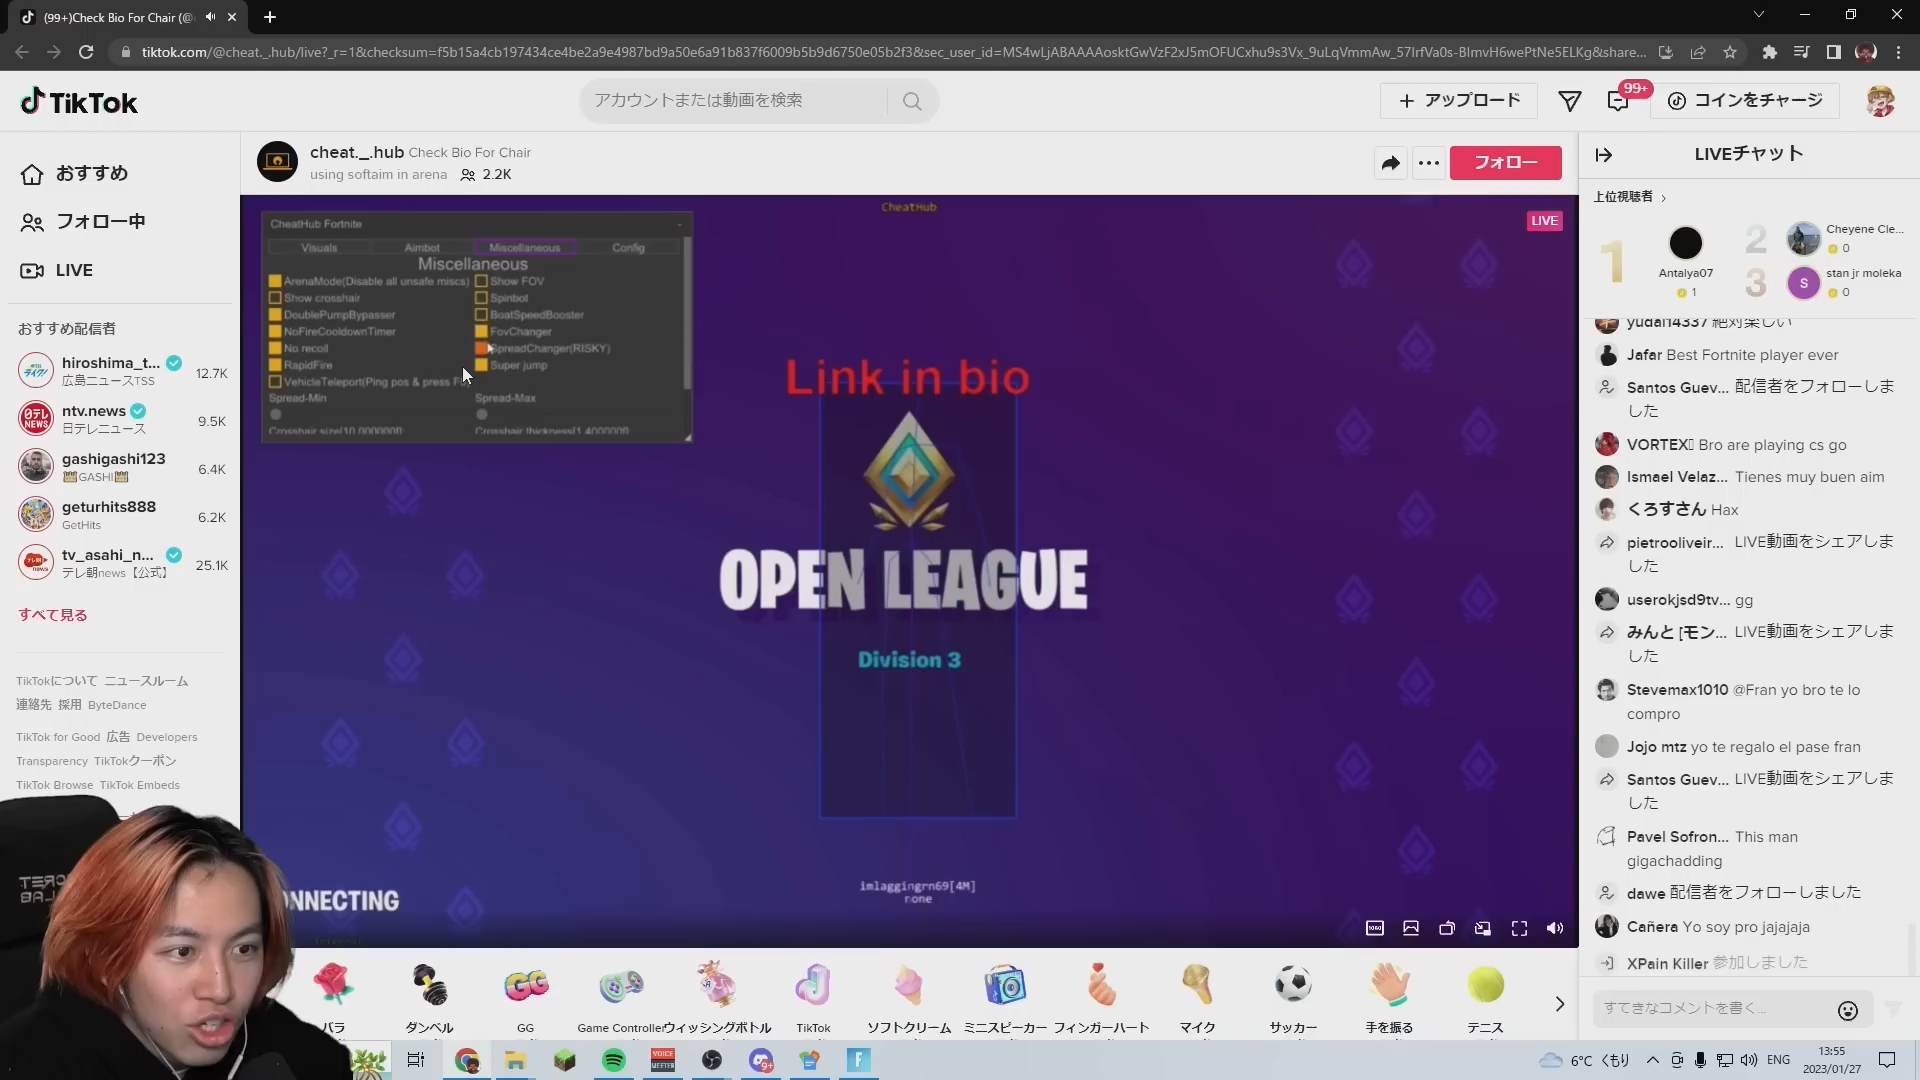 (99+)Check Bio For Chair (@
tiktok.com/@cheat._.hub/live?_r=1&checksum=f5b15a4cb197434ce4be2a9e4987bd9a50e6a91b837f6009b5b9d6750e05b2f3&sec_user_id=MS4wLjABAAAAosktGwVzF2xJ5mOFUCxhu9s3Vx_9uLqVmmAw_57IrfVa0s-BlmvH6wePtNe5ELKg&share...
TikTok
アカウントまたは動画を検索
アップロード
99+
コインをチャージ
おすすめ
フォロー中
LIVE
おすすめ配信者
hiroshima_t...
広島ニュースTSS
12.7K
ntv.news
日テレニュース
9.5K
gashigashi123
GASHI
6.4K
geturhits888
GetHits
6.2K
tv_asahi_n...
テレ朝news【公式】
25.1K
すべて見る
TikTokについて ニュースルーム
連絡先 採用 ByteDance
TikTok for Good 広告 Developers
Transparency TikTokクーポン
TikTok Browse TikTok Embeds
cheat._.hub Check Bio For Chair
using softaim in arena 2.2K
フォロー
CheatHub
LIVE
CheatHub Fortnite
Visuals Aimbot Miscellaneous Config
Miscellaneous
ArenaMode(Disable all unsafe miscs) Show FOV
Show crosshair Spinbot
DoublePumpBypasser BoatSpeedBooster
NoFireCooldownTimer FovChanger
No recoil SpreadChanger(RISKY)
RapidFire Super jump
VehicleTeleport(Ping pos & press F
Spread-Min Spread-Max
Crosshair size[10.000000f] Crosshair thickness[1.400000f]
Link in bio
OPEN LEAGUE
Division 3
imlaggingrn69[4M]
none
ONNECTING
バラ
ダンベル
GG
Game Controller
ウィッシングボトル
TikTok
ソフトクリーム
ミニスピーカー
フィンガーハート
マイク
サッカー
手を振る
テニス
LIVEチャット
上位視聴者
1
Antalya07
1
2
Cheyene Cle...
0
3
S
stan jr moleka
0
yudai14337 絶対楽しい
Jafar Best Fortnite player ever
Santos Guev... 配信者をフォローしま
した
VORTEX Bro are playing cs go
Ismael Velaz... Tienes muy buen aim
くろすさん Hax
pietrooliveir... LIVE動画をシェアしま
した
userokjsd9tv... gg
みんと [モン... LIVE動画をシェアしま
した
Stevemax1010 @Fran yo bro te lo
compro
Jojo mtz yo te regalo el pase fran
Santos Guev... LIVE動画をシェアしま
した
Pavel Sofron... This man
gigachadding
dawe 配信者をフォローしました
Cañera Yo soy pro jajajaja
XPain Killer 参加しました
すてきなコメントを書く...
VOICE
MEETER
9+
6°C くもり
ENG
13:55
2023/01/27